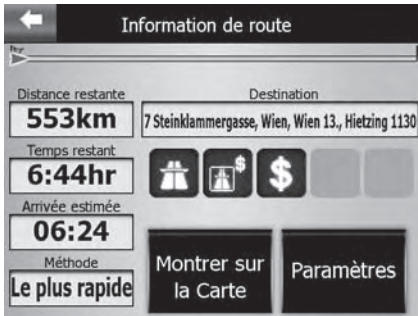 Information de route
Distance restante
553km
Destination
7 Steinklammergasse, Wien, Wien 13., Hietzing 1130
Temps restant
6:44hr
$
$
Arrivée estimée
06:24
Méthode
Le plus rapide
Montrer sur
la Carte
Paramètres